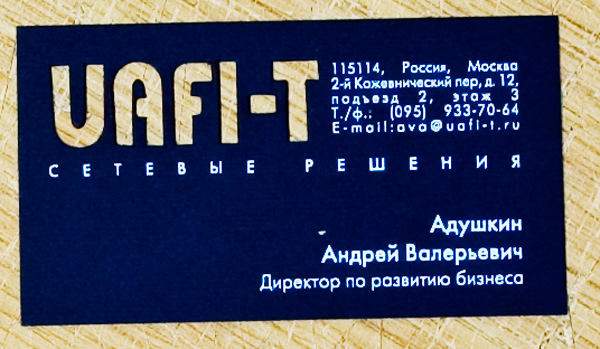 UAFI-T
115114, Россия, Москва
2-й Кожевнический пер, д. 12,
подъезд 2, этаж 3
Т./ф.: (095) 933-70-64
E-mail:ava@uafi-t.ru
СЕТЕВЫЕ РЕШЕНИЯ
Адушкин
Андрей Валерьевич
Директор по развитию бизнеса